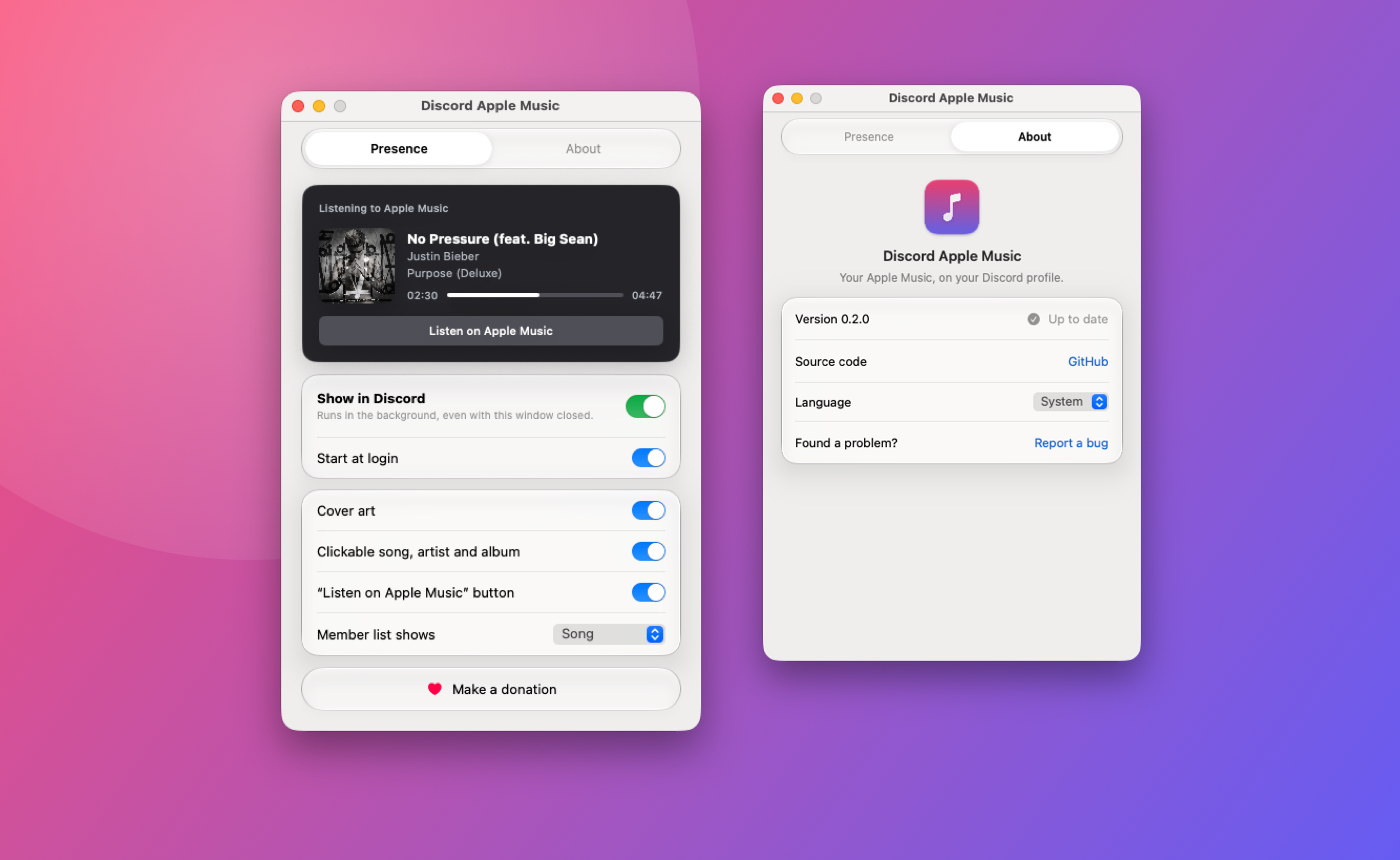 Discord Apple Music
Presence
About
Listening to Apple Music
No Pressure (feat. Big Sean)
Justin Bieber
Purpose (Deluxe)
02:30
04:47
Listen on Apple Music
Show in Discord
Runs in the background, even with this window closed.
Start at login
Cover art
Clickable song, artist and album
“Listen on Apple Music” button
Member list shows
Song
Make a donation
Discord Apple Music
Presence
About
Discord Apple Music
Your Apple Music, on your Discord profile.
Version 0.2.0
Up to date
Source code
GitHub
Language
System
Found a problem?
Report a bug